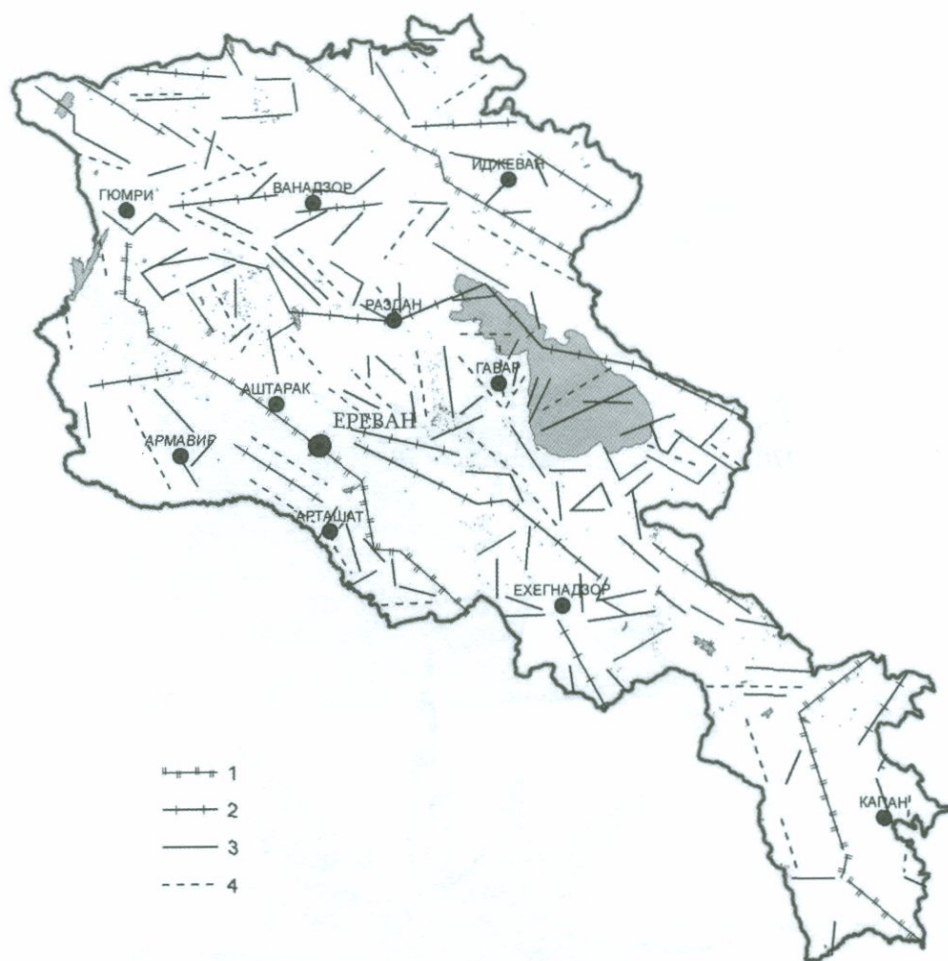 ИДЖЕВАН
ВАНАДЗОР
ГЮМРИ
РАЗДАН
ГАВАР
АШТАРАК
ЕРЕВАН
АРМАВИР
АРТАШАТ
ЕХЕГНАДЗОР
КАПАН
1
2
3
4